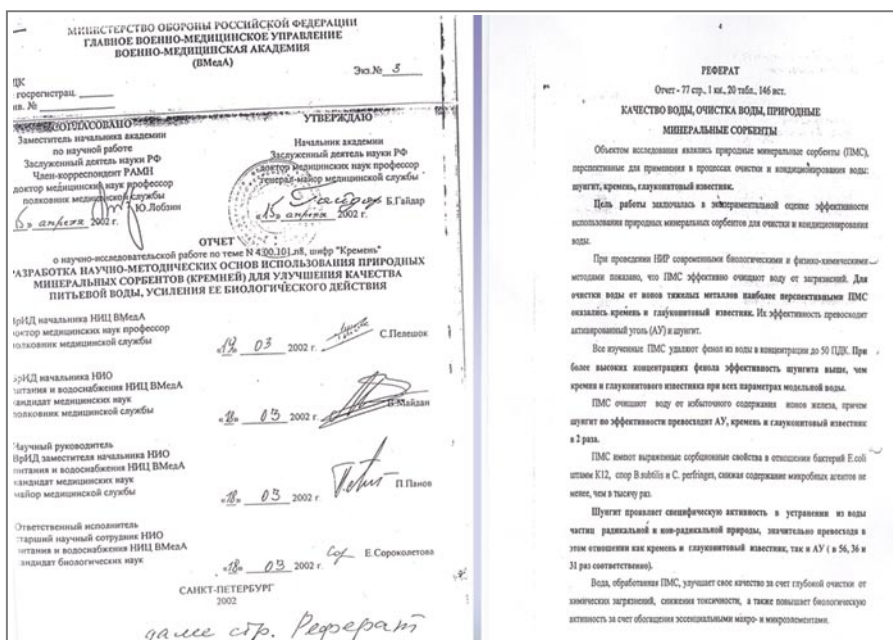 МИНИСТЕРСТВО ОБОРОНЫ РОССИЙСКОЙ ФЕДЕРАЦИИ
ГЛАВНОЕ ВОЕННО-МЕДИЦИНСКОЕ УПРАВЛЕНИЕ
ВОЕННО-МЕДИЦИНСКАЯ АКАДЕМИЯ
(ВМедА)
Экз.№ 3
ДК
госрегистрац.
нв. №
СОГЛАСОВАНО
Заместитель начальника академии
по научной работе
Заслуженный деятель науки РФ
Член-корреспондент РАМН
доктор медицинских наук профессор
полковник медицинской службы
Ю.Лобзин
апреля 2002 г.
УТВЕРЖДАЮ
Начальник академии
Заслуженный деятель науки РФ
доктор медицинских наук профессор
генерал-майор медицинской службы
Б.Гайдар
«15» апреля 2002 г.
ОТЧЕТ
о научно-исследовательской работе по теме N 4.00.101.п8, шифр "Кремень"
РАЗРАБОТКА НАУЧНО-МЕТОДИЧЕСКИХ ОСНОВ ИСПОЛЬЗОВАНИЯ ПРИРОДНЫХ
МИНЕРАЛЬНЫХ СОРБЕНТОВ (КРЕМНЕЙ) ДЛЯ УЛУЧШЕНИЯ КАЧЕСТВА
ПИТЬЕВОЙ ВОДЫ, УСИЛЕНИЯ ЕЕ БИОЛОГИЧЕСКОГО ДЕЙСТВИЯ
ВрИД начальника НИЦ ВМедА
доктор медицинских наук профессор
полковник медицинской службы
«19» 03 2002 г. С.Пелешок
ВрИД начальника НИО
питания и водоснабжения НИЦ ВМедА
кандидат медицинских наук
полковник медицинской службы
«18» 03 2002 г. В.Майдан
Научный руководитель
ВрИД заместителя начальника НИО
питания и водоснабжения НИЦ ВМедА
кандидат медицинских наук
майор медицинской службы
«18» 03 2002 г П.Панов
Ответственный исполнитель
старший научный сотрудник НИО
питания и водоснабжения НИЦ ВМедА
кандидат биологических наук
«18» 03 2002 г. Е.Сороколетова
САНКТ-ПЕТЕРБУРГ
2002
далее стр. Реферат
4
РЕФЕРАТ
Отчет - 77 стр., 1 кн., 20 табл., 146 ист.
КАЧЕСТВО ВОДЫ, ОЧИСТКА ВОДЫ, ПРИРОДНЫЕ
МИНЕРАЛЬНЫЕ СОРБЕНТЫ
Объектом исследования являлись природные минеральные сорбенты (ПМС),
перспективные для применения в процессах очистки и кондиционирования воды:
шунгит, кремень, глауконитовый известняк.
Цель работы заключалась в экспериментальной оценке эффективности
использования природных минеральных сорбентов для очистки и кондиционирования
воды.
При проведении НИР современными биологическими и физико-химическими
методами показано, что ПМС эффективно очищают воду от загрязнений. Для
очистки воды от ионов тяжелых металлов наиболее перспективными ПМС
оказались кремень и глауконитовый известняк. Их эффективность превосходит
активированный уголь (АУ) и шунгит.
Все изученные ПМС удаляют фенол из воды в концентрации до 50 ПДК. При
более высоких концентрациях фенола эффективность шунгита выше, чем
кремня и глауконитового известняка при всех параметрах модельной воды.
ПМС очищают воду от избыточного содержания ионов железа, причем
шунгит по эффективности превосходит АУ, кремень и глауконитовый известняк
в 2 раза.
ПМС имеют выраженные сорбционные свойства в отношении бактерий E.coli
штамм K12, спор B.subtilis и C. perfringes, снижая содержание микробных агентов не
менее, чем в тысячу раз.
Шунгит проявляет специфическую активность в устранении из воды
частиц радикальной и ион-радикальной природы, значительно превосходя в
этом отношении как кремень и глауконитовый известняк, так и АУ ( в 56, 36 и
31 раз соответственно).
Вода, обработанная ПМС, улучшает свое качество за счет глубокой очистки от
химических загрязнений, снижения токсичности, а также повышает биологическую
активность за счет обогащения эссенциальными макро- и микроэлементами.